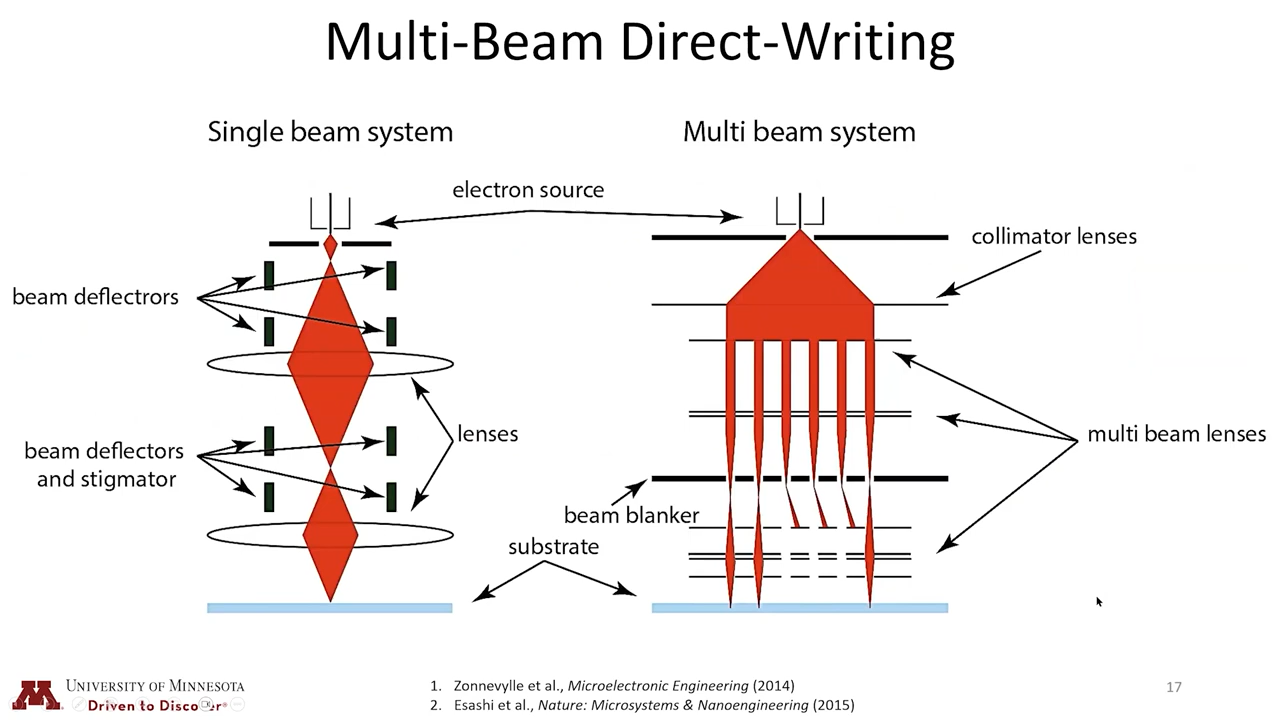 Multi-Beam Direct-Writing
Single beam system
Multi beam system
electron source
collimator lenses
beam deflectrors
lenses
multi beam lenses
beam deflectors
and stigmator
beam blanker
substrate
M
UNIVERSITY OF MINNESOTA
Driven to Discover®
1. Zonnevylle et al., Microelectronic Engineering (2014)
2. Esashi et al., Nature: Microsystems & Nanoengineering (2015)
17